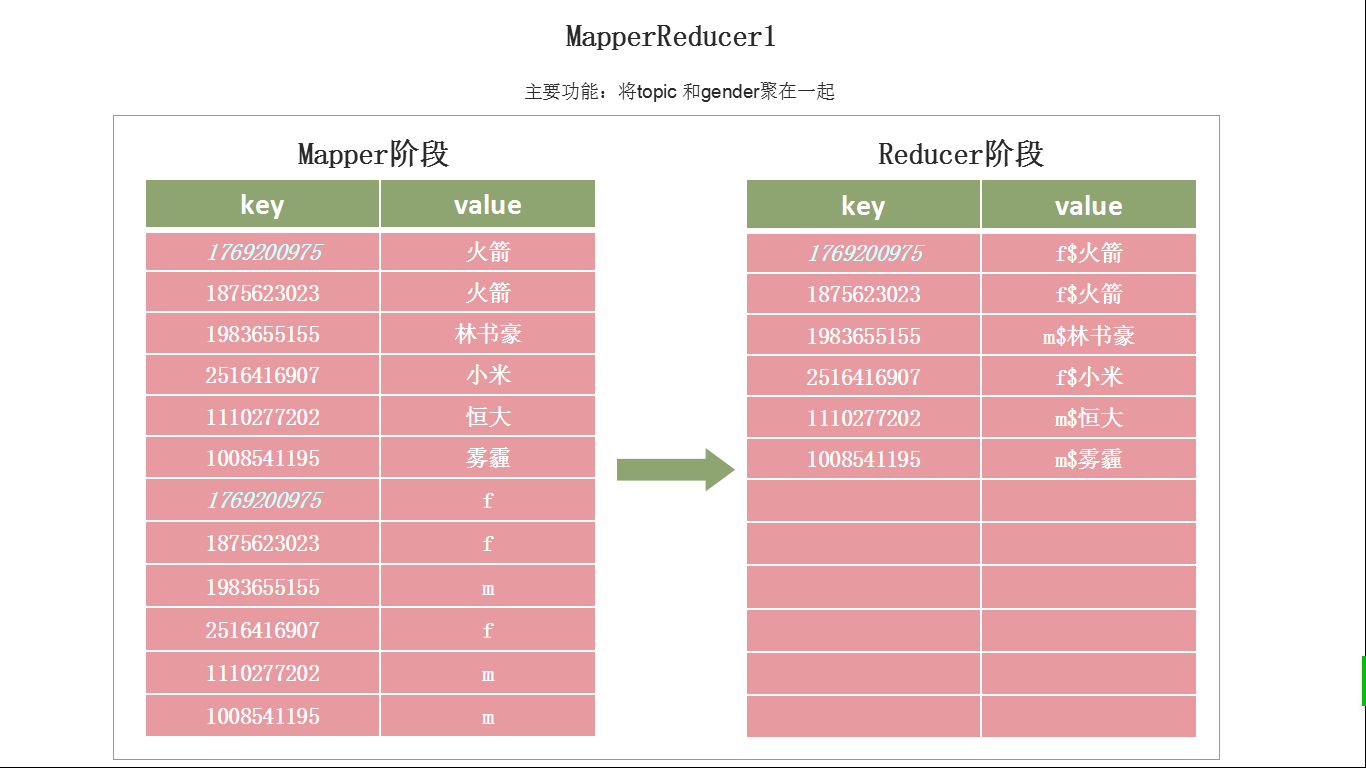 MapperReducer1
主要功能：将topic 和gender聚在一起
Mapper阶段
key value
1769200975 火箭
1875623023 火箭
1983655155 林书豪
2516416907 小米
1110277202 恒大
1008541195 雾霾
1769200975 f
1875623023 f
1983655155 m
2516416907 f
1110277202 m
1008541195 m
Reducer阶段
key value
1769200975 f$火箭
1875623023 f$火箭
1983655155 m$林书豪
2516416907 f$小米
1110277202 m$恒大
1008541195 m$雾霾